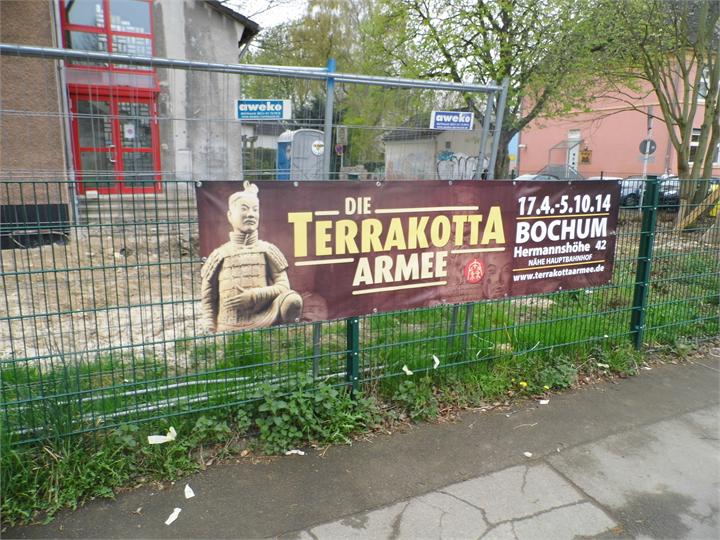 aweko
aweko
DIE
TERRAKOTTA
ARMEE
17.4.-5.10.14
BOCHUM
Hermannshöhe 42
NÄHE HAUPTBAHNHOF
www.terrakottaarmee.de